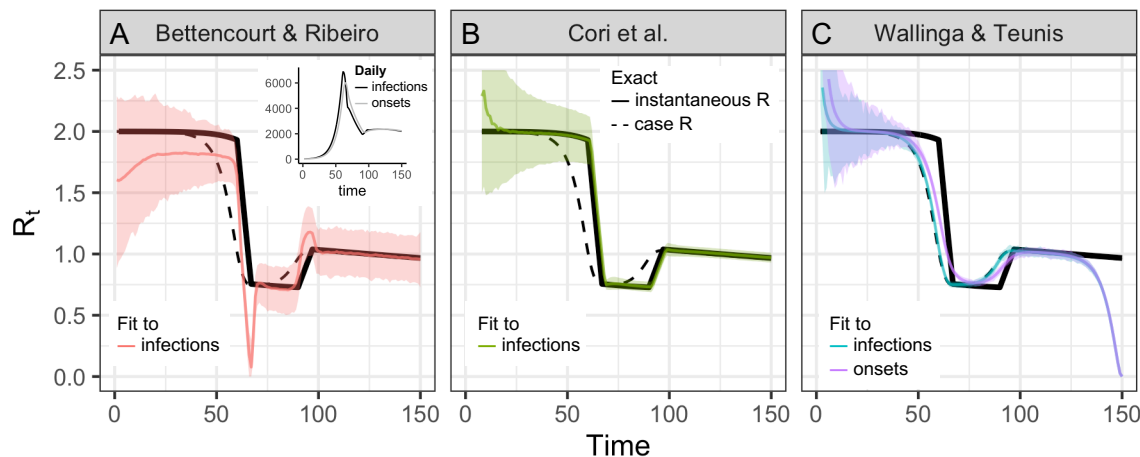 A Bettencourt & Ribeiro
B Cori et al.
C Wallinga & Teunis
Rt
2.5
2.0
1.5
1.0
0.5
0.0
Daily
infections
onsets
6000
4000
2000
0
0 50 100 150
time
Fit to
infections
0 50 100 150
Exact
instantaneous R
case R
Fit to
infections
0 50 100 150
Fit to
infections
onsets
0 50 100 150
Time